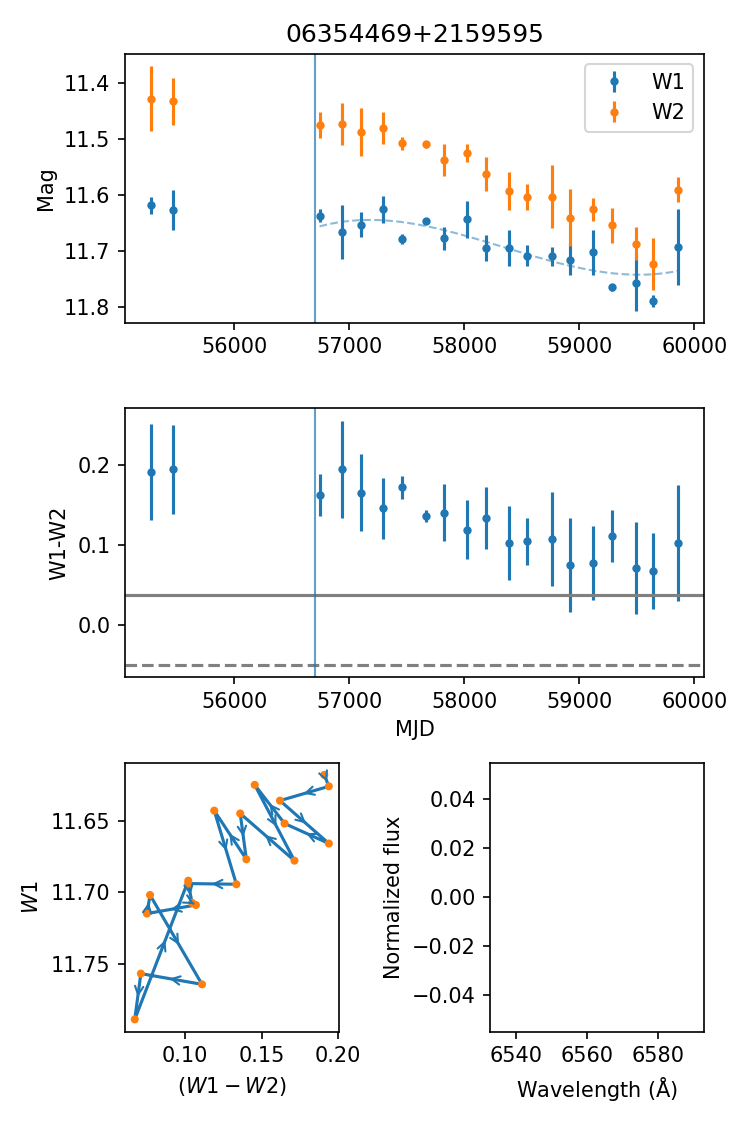 06354469+2159595
11.4
11.5
11.6
11.7
11.8
Mag
W1
W2
56000 57000 58000 59000 60000
0.2
0.1
0.0
W1-W2
56000 57000 58000 59000 60000
MJD
11.65
11.70
11.75
W1
0.10 0.15 0.20
(W1 − W2)
0.04
0.02
0.00
−0.02
−0.04
Normalized flux
6540 6560 6580
Wavelength (Å)